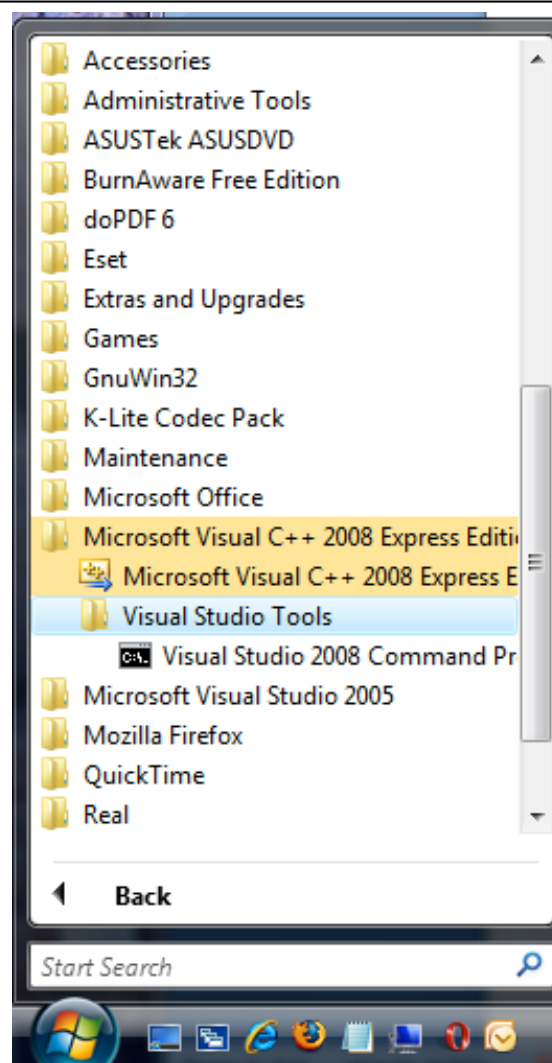 Accessories
Administrative Tools
ASUSTek ASUSDVD
BurnAware Free Edition
doPDF 6
Eset
Extras and Upgrades
Games
GnuWin32
K-Lite Codec Pack
Maintenance
Microsoft Office
Microsoft Visual C++ 2008 Express Editi
Microsoft Visual C++ 2008 Express E
Visual Studio Tools
C:\.
Visual Studio 2008 Command Pr
Microsoft Visual Studio 2005
Mozilla Firefox
QuickTime
Real
Back
Start Search